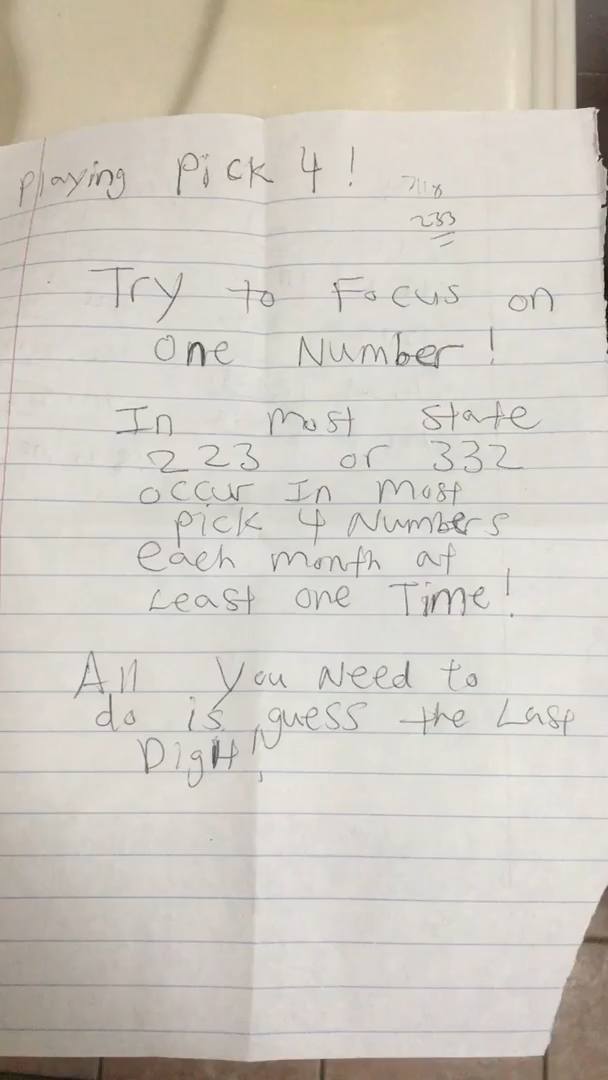 playing Pick 4!
233
Try to Focus on
One Number!
In most state
223 or 332
occur In most
pick 4 Numbers
each month at
Least one Time!
All You Need to
do is guess the Last
Digit!